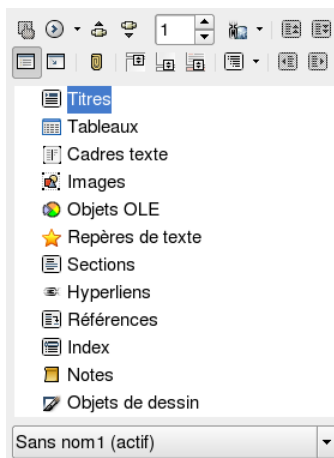 1
Titres
Tableaux
Cadres texte
Images
Objets OLE
Repères de texte
Sections
Hyperliens
Références
Index
Notes
Objets de dessin
Sans nom1 (actif)